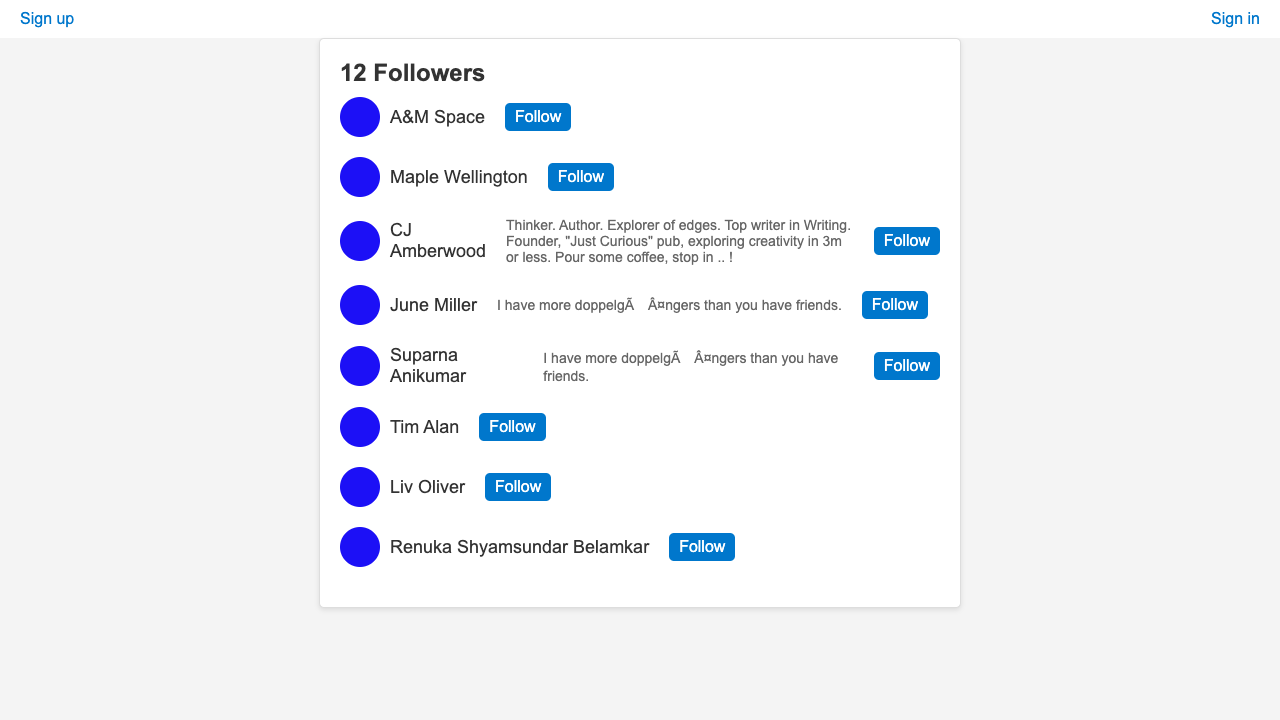 Sign up
Sign in
12 Followers
A&M Space
Follow
Maple Wellington
Follow
CJ
Amberwood
Thinker. Author. Explorer of edges. Top writer in Writing.
Founder, "Just Curious" pub, exploring creativity in 3m
or less. Pour some coffee, stop in .. !
Follow
June Miller
I have more doppelgÃ Â¤ngers than you have friends.
Follow
Suparna
Anikumar
I have more doppelgÃ Â¤ngers than you have
friends.
Follow
Tim Alan
Follow
Liv Oliver
Follow
Renuka Shyamsundar Belamkar
Follow